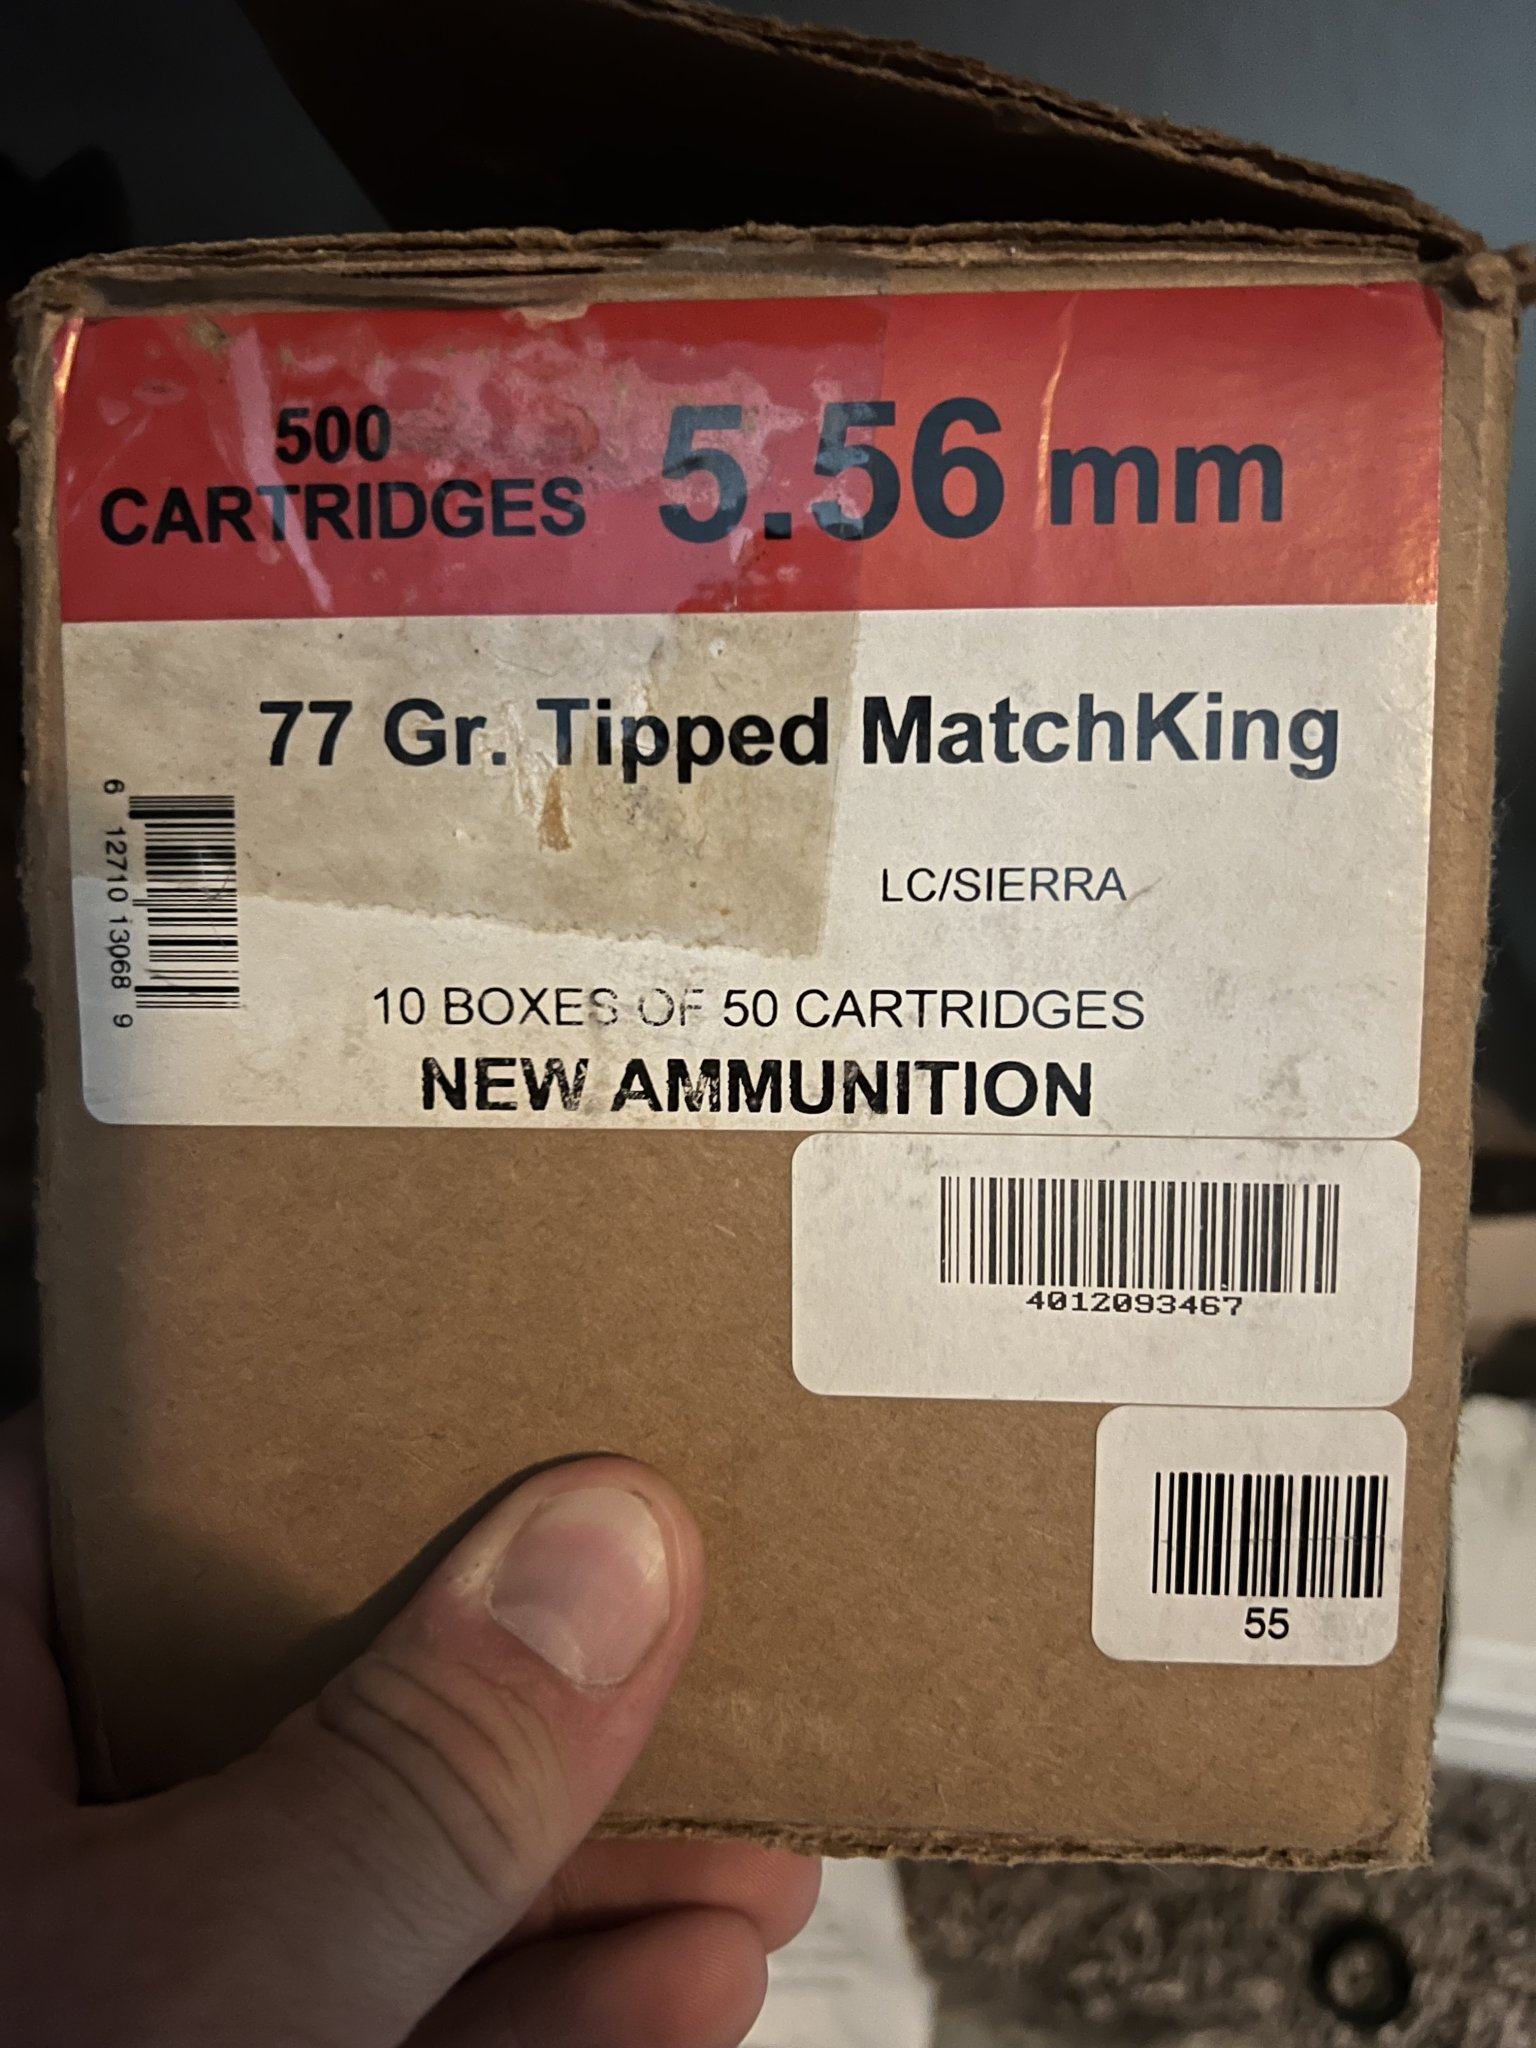 500
CARTRIDGES
5.56 mm
77 Gr. Tipped MatchKing
LC/SIERRA
10 BOXES OF 50 CARTRIDGES
NEW AMMUNITION
6 12710 13068 9
4012093467
55